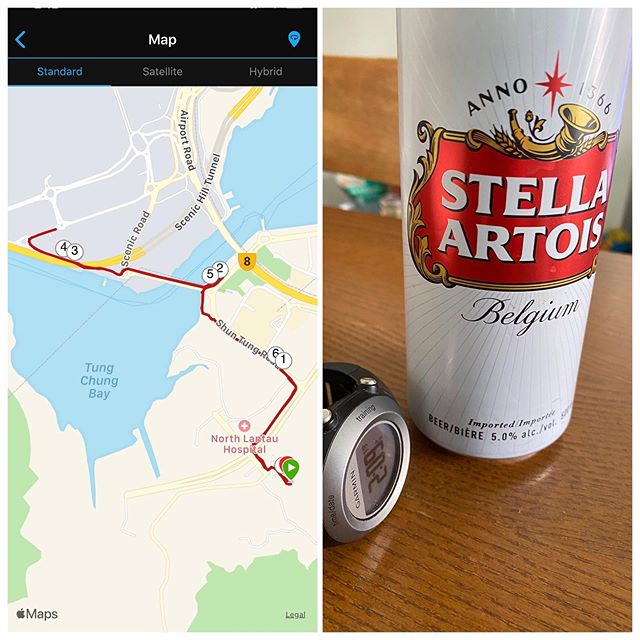 Map
Standard
Satellite
Hybrid
Airport Road
Scenic Hill Tunnel
Scenic Road
4
3
8
5
2
Shun Tung
6
1
Tung
Chung
Bay
North Lantau
Hospital
Maps
Legal
ANNO 1366
STELLA
ARTOIS
Belgium
Imported/Importée
BEER/BIÈRE 5.0% alc./vol.
training
GARMIN
time/date